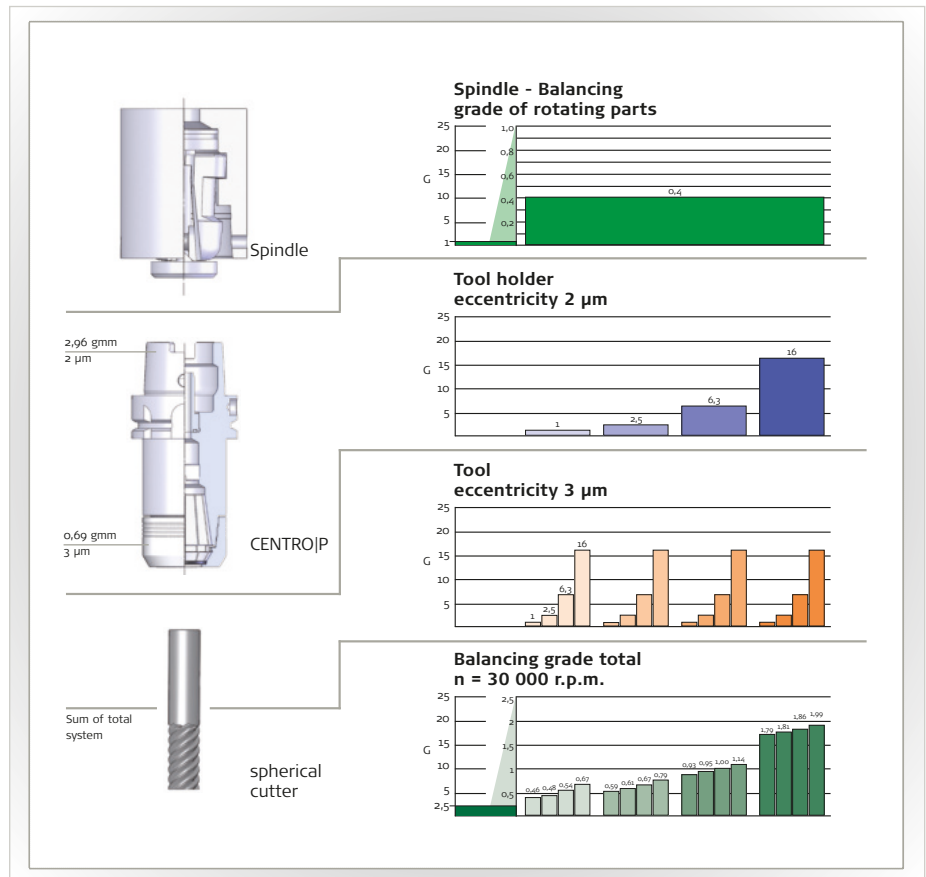 Spindle - Balancing
grade of rotating parts
25
20
15
G
10
5
1
1,0
0,8
0,6
0,4
0,2
0,4
Spindle
Tool holder
eccentricity 2 µm
25
20
15
G
10
5
1
2,5
6,3
16
2,96 gmm
2 µm
0,69 gmm
3 µm
CENTRO|P
Tool
eccentricity 3 µm
25
20
15
G
10
5
1
2,5
6,3
16
Balancing grade total
n = 30 000 r.p.m.
25
20
15
G
10
5
2,5
2,5
2
1,5
1
0,5
0,46 0,48 0,54 0,67
0,59 0,61 0,67 0,79
0,93 0,95 1,00 1,14
1,79 1,81 1,86 1,99
Sum of total
system
spherical
cutter